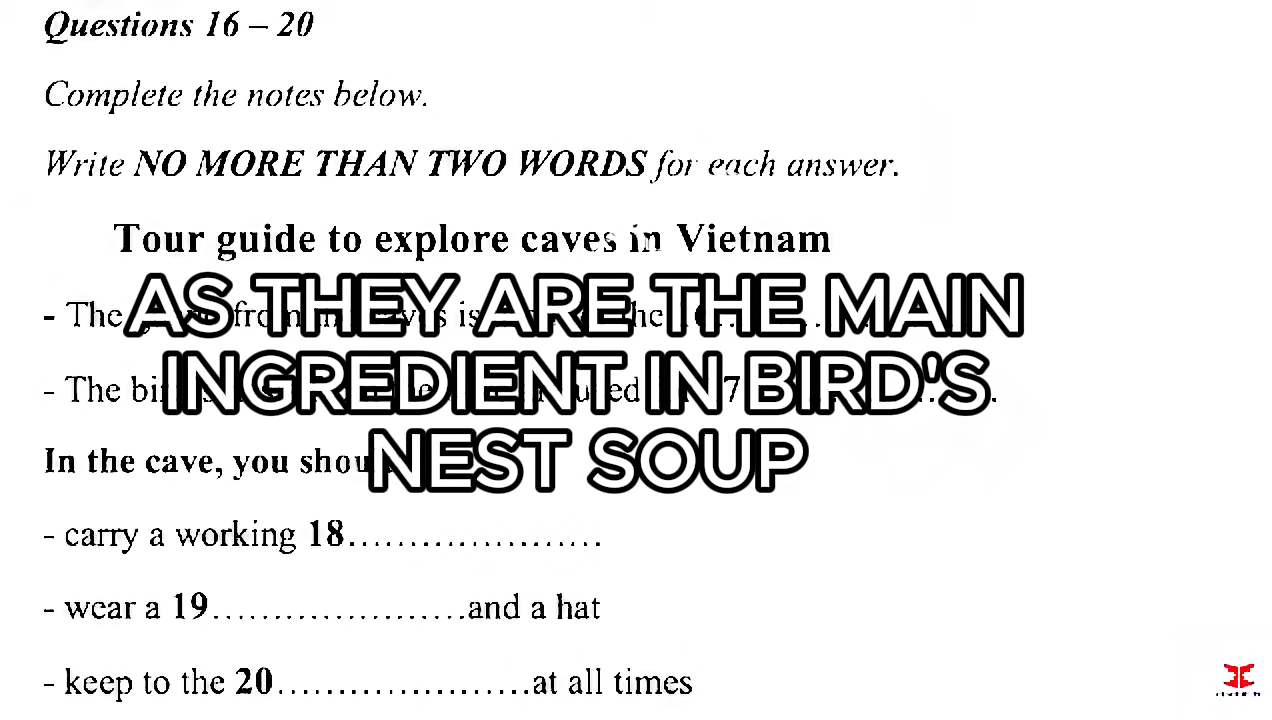 Questions 16 – 20
Complete the notes below.
Write NO MORE THAN TWO WORDS for each answer.
Tour guide to explore caves in Vietnam
AS THEY ARE THE MAIN
INGREDIENT IN BIRD'S
NEST SOUP
- The from is
- The
In the cave, you
- carry a working 18.....................
- wear a 19.....................and a hat
- keep to the 20.....................at all times